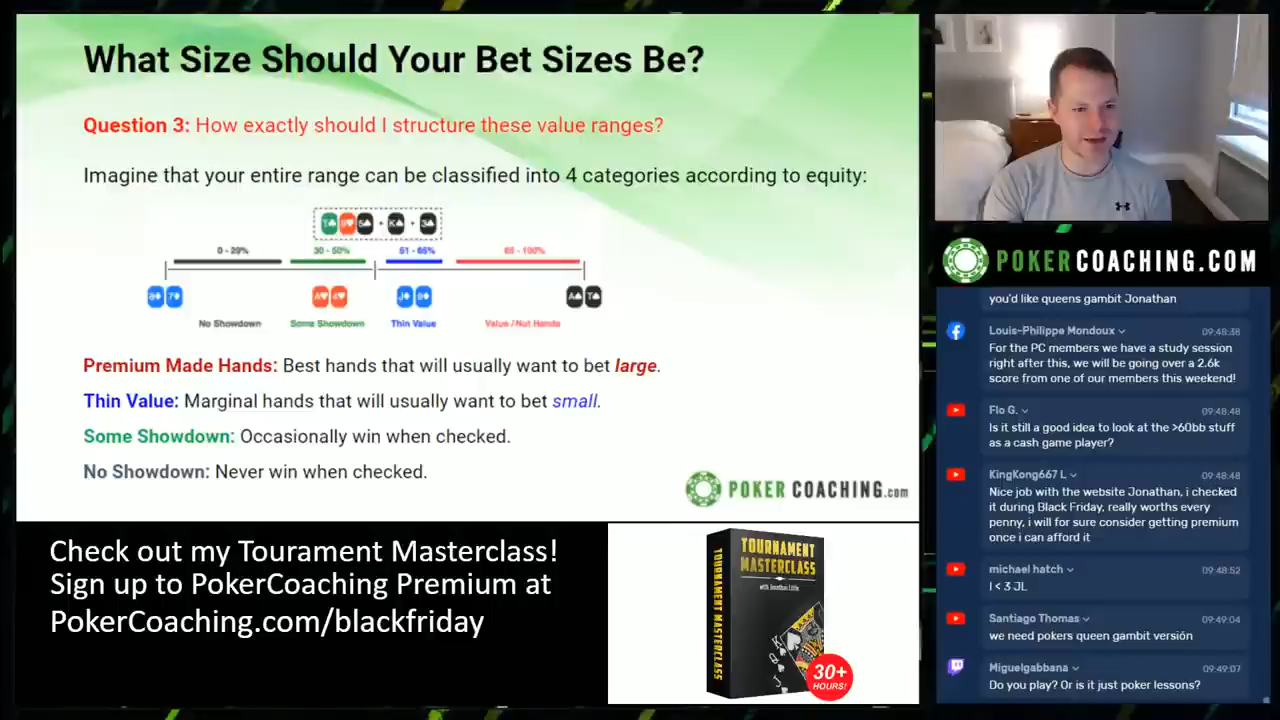 What Size Should Your Bet Sizes Be?
Question 3: How exactly should I structure these value ranges?
Imagine that your entire range can be classified into 4 categories according to equity:
0 - 29%
30 - 50%
51 - 65%
66 - 100%
No Showdown
Some Showdown
Thin Value
Value/Nut Hands
Premium Made Hands: Best hands that will usually want to bet large.
Thin Value: Marginal hands that will usually want to bet small.
Some Showdown: Occasionally win when checked.
No Showdown: Never win when checked.
POKER COACHING.com
Check out my Tourament Masterclass!
Sign up to PokerCoaching Premium at
PokerCoaching.com/blackfriday
TOURNAMENT MASTERCLASS
TOURNAMENT
MASTERCLASS
with Jonathan Little
30+
HOURS!
POKERCOACHING.COM
you'd like queens gambit Jonathan
Louis-Philippe Mondoux 09:48:38
For the PC members we have a study session
right after this, we will be going over a 2.6k
score from one of our members this weekend!
Flo G. 09:48:48
Is it still a good idea to look at the >60bb stuff
as a cash game player?
KingKong667 L 09:48:48
Nice job with the website Jonathan, i checked
it during Black Friday, really worths every
penny, i will for sure consider getting premium
once i can afford it
michael hatch 09:48:52
I < 3 JL
Santiago Thomas 09:49:04
we need pokers queen gambit versión
Miguelgabbana 09:49:07
Do you play? Or is it just poker lessons?